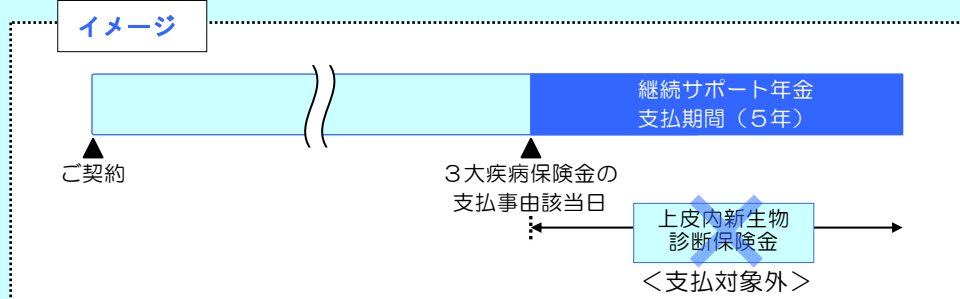 イメージ
継続サポート年金
支払期間（５年）
ご契約
３大疾病保険金の
支払事由該当日
上皮内新生物
診断保険金
＜支払対象外＞